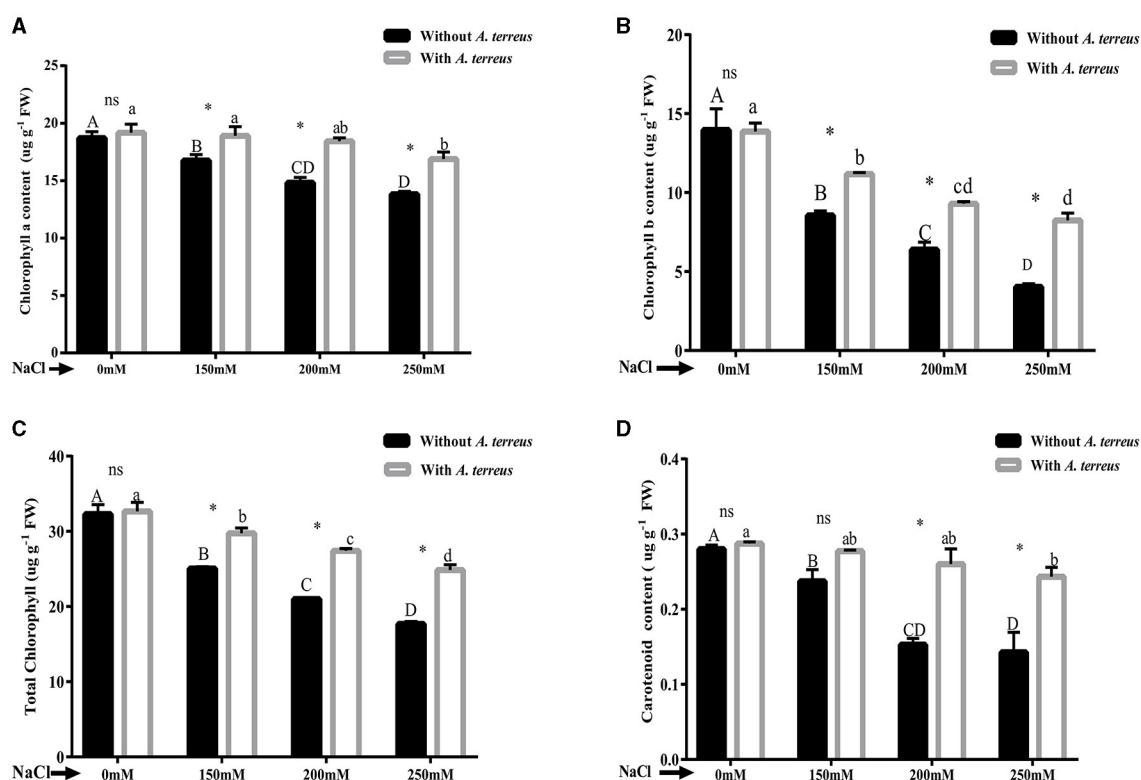 A
Without A. terreus
With A. terreus
Chlorophyll a content (ug g-1 FW)
25
20
15
10
5
0
A
ns
a
B
*
a
CD
*
ab
D
*
b
NaCl
0mM
150mM
200mM
250mM
B
Without A. terreus
With A. terreus
Chlorophyll b content (ug g-1 FW)
20
15
10
5
0
A
ns
a
B
*
b
C
*
cd
D
*
d
NaCl
0mM
150mM
200mM
250mM
C
Without A. terreus
With A. terreus
Total Chlorophyll (ug g-1 FW)
40
30
20
10
0
A
ns
a
B
*
b
C
*
c
D
*
d
NaCl
0mM
150mM
200mM
250mM
D
Without A. terreus
With A. terreus
Carotenoid content ( ug g-1 FW)
0.4
0.3
0.2
0.1
0.0
A
ns
a
B
ns
ab
CD
*
ab
D
*
b
NaCl
0mM
150mM
200mM
250mM